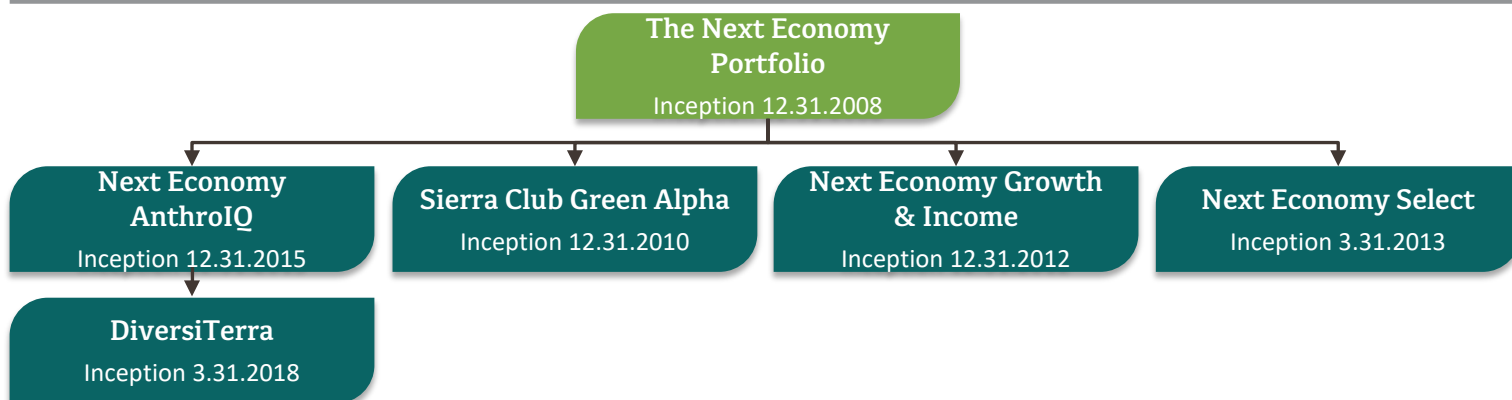 The Next Economy
Portfolio
Inception 12.31.2008
Next Economy
AnthroIQ
Inception 12.31.2015
Sierra Club Green Alpha
Inception 12.31.2010
Next Economy Growth
& Income
Inception 12.31.2012
Next Economy Select
Inception 3.31.2013
DiversiTerra
Inception 3.31.2018